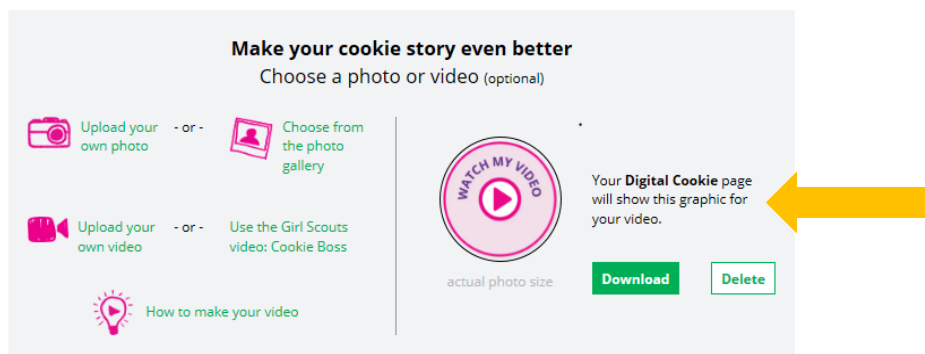 Make your cookie story even better
Choose a photo or video (optional)
Upload your own photo
- or -
Choose from the photo gallery
Upload your own video
- or -
Use the Girl Scouts video: Cookie Boss
How to make your video
WATCH MY VIDEO
actual photo size
Your Digital Cookie page
will show this graphic for
your video.
Download
Delete